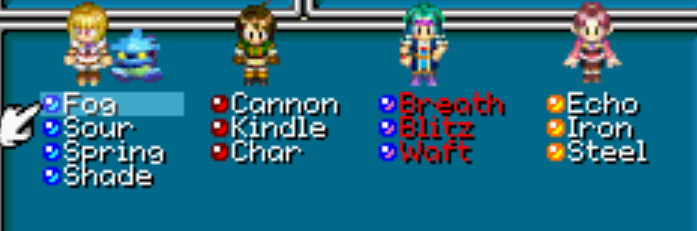 Fog Cannon Breath Echo
Sour Kindle Blitz Iron
Spring Char Waft Steel
Shade